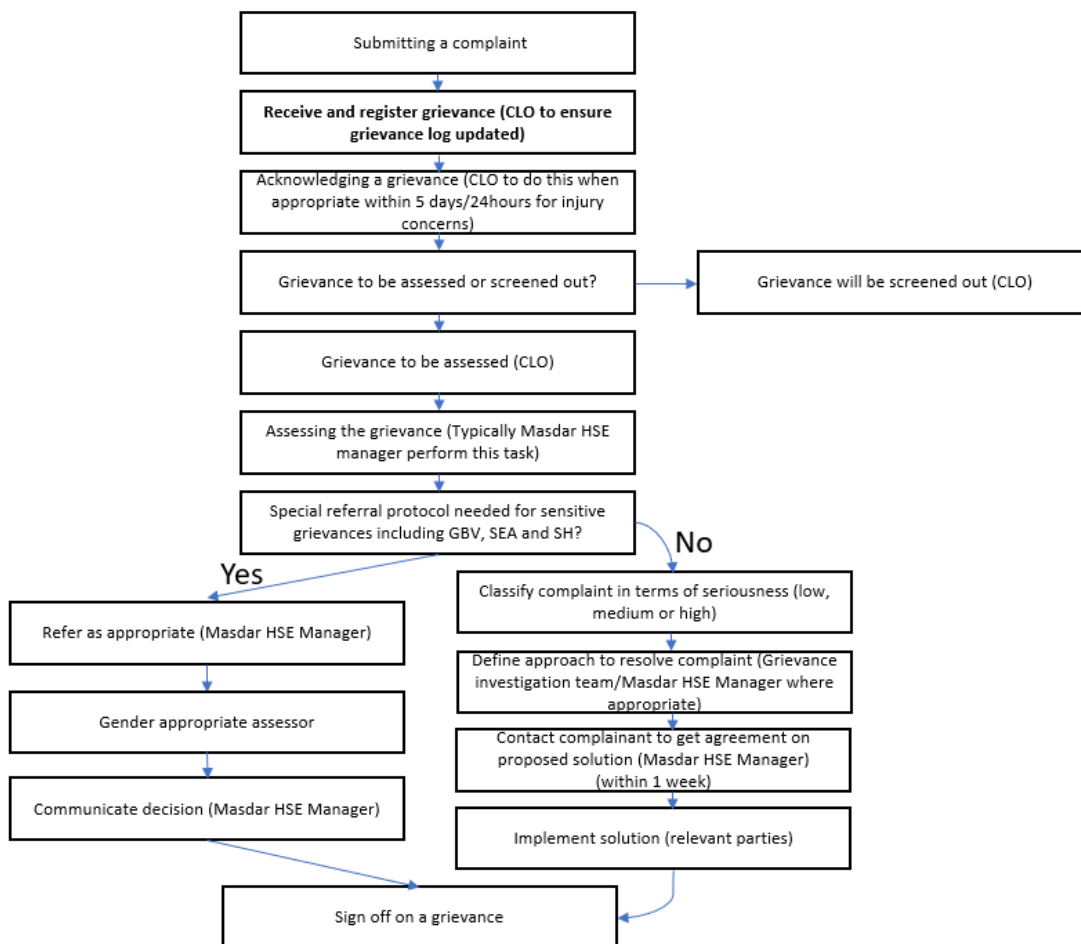 Submitting a complaint
Receive and register grievance (CLO to ensure
grievance log updated)
Acknowledging a grievance (CLO to do this when
appropriate within 5 days/24hours for injury
concerns)
Grievance to be assessed or screened out?
Grievance will be screened out (CLO)
Grievance to be assessed (CLO)
Assessing the grievance (Typically Masdar HSE
manager perform this task)
Special referral protocol needed for sensitive
grievances including GBV, SEA and SH?
Yes
No
Refer as appropriate (Masdar HSE Manager)
Gender appropriate assessor
Communicate decision (Masdar HSE Manager)
Classify complaint in terms of seriousness (low,
medium or high)
Define approach to resolve complaint (Grievance
investigation team/Masdar HSE Manager where
appropriate)
Contact complainant to get agreement on
proposed solution (Masdar HSE Manager)
(within 1 week)
Implement solution (relevant parties)
Sign off on a grievance